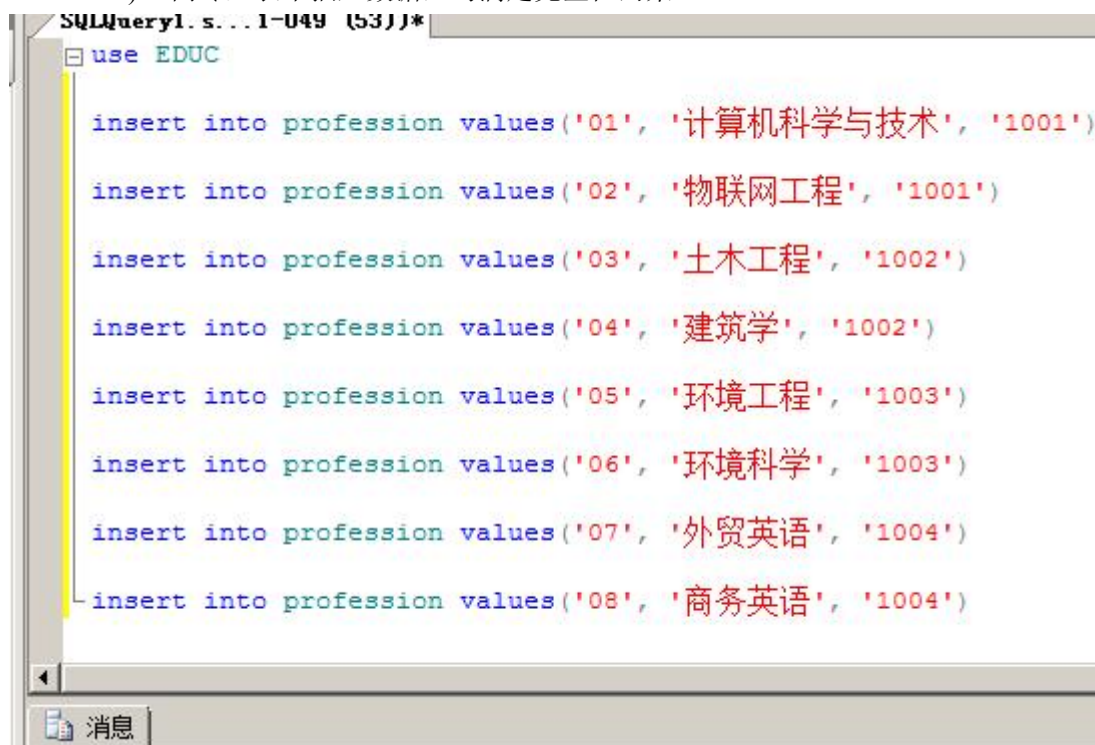 SQLQuery1.s...1-049 (53))*
use EDUC
insert into profession values('01', '计算机科学与技术', '1001')
insert into profession values('02', '物联网工程', '1001')
insert into profession values('03', '土木工程', '1002')
insert into profession values('04', '建筑学', '1002')
insert into profession values('05', '环境工程', '1003')
insert into profession values('06', '环境科学', '1003')
insert into profession values('07', '外贸英语', '1004')
insert into profession values('08', '商务英语', '1004')
消息